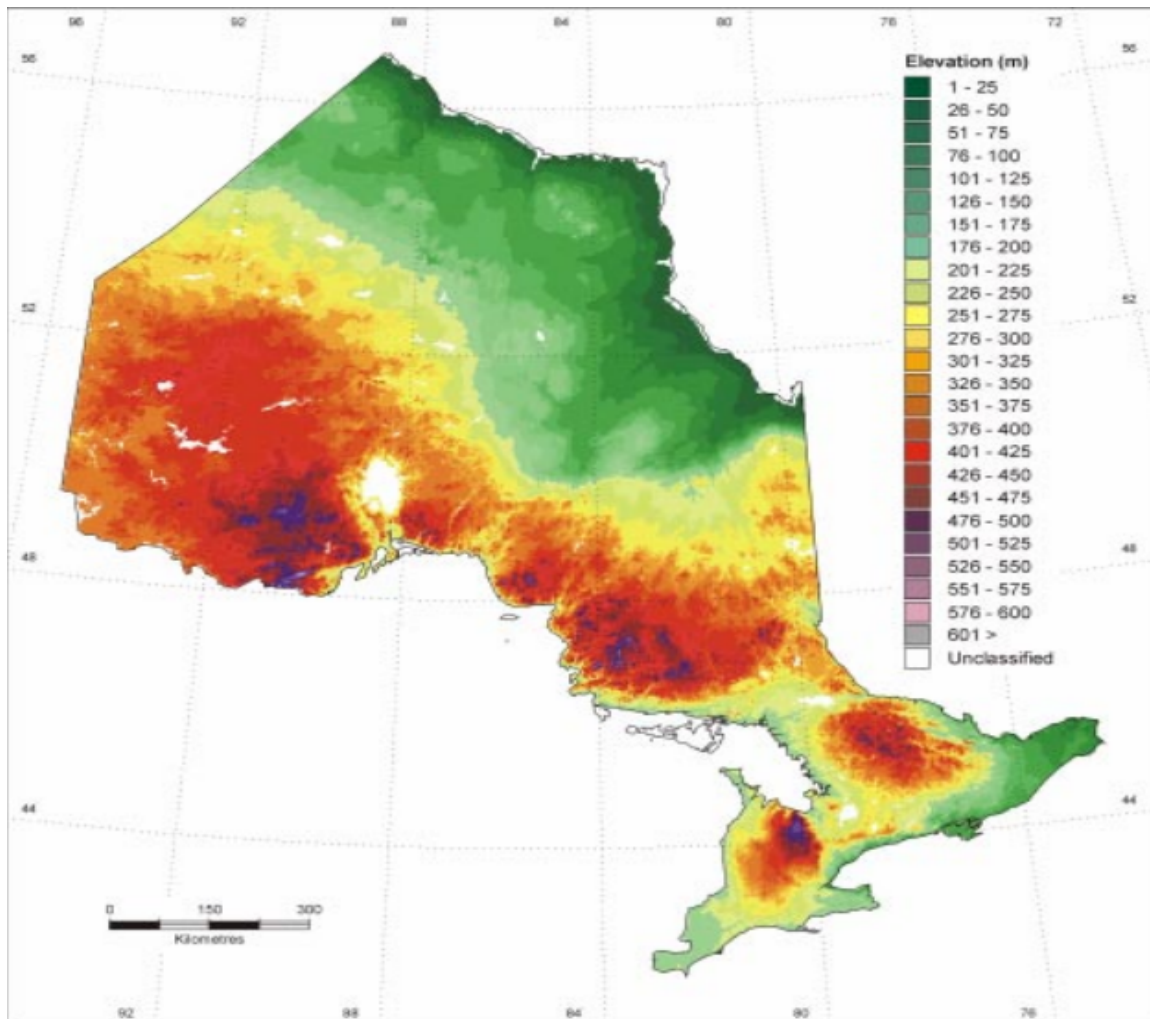 96 92 88 84 80 76 72
56 56
Elevation (m)
1 - 25
26 - 50
51 - 75
76 - 100
101 - 125
126 - 150
151 - 175
176 - 200
201 - 225
226 - 250
251 - 275
276 - 300
301 - 325
326 - 350
351 - 375
376 - 400
401 - 425
426 - 450
451 - 475
476 - 500
501 - 525
526 - 550
551 - 575
576 - 600
601 >
Unclassified
52 52
48 48
44 44
0 150 300
Kilometres
92 88 84 80 76